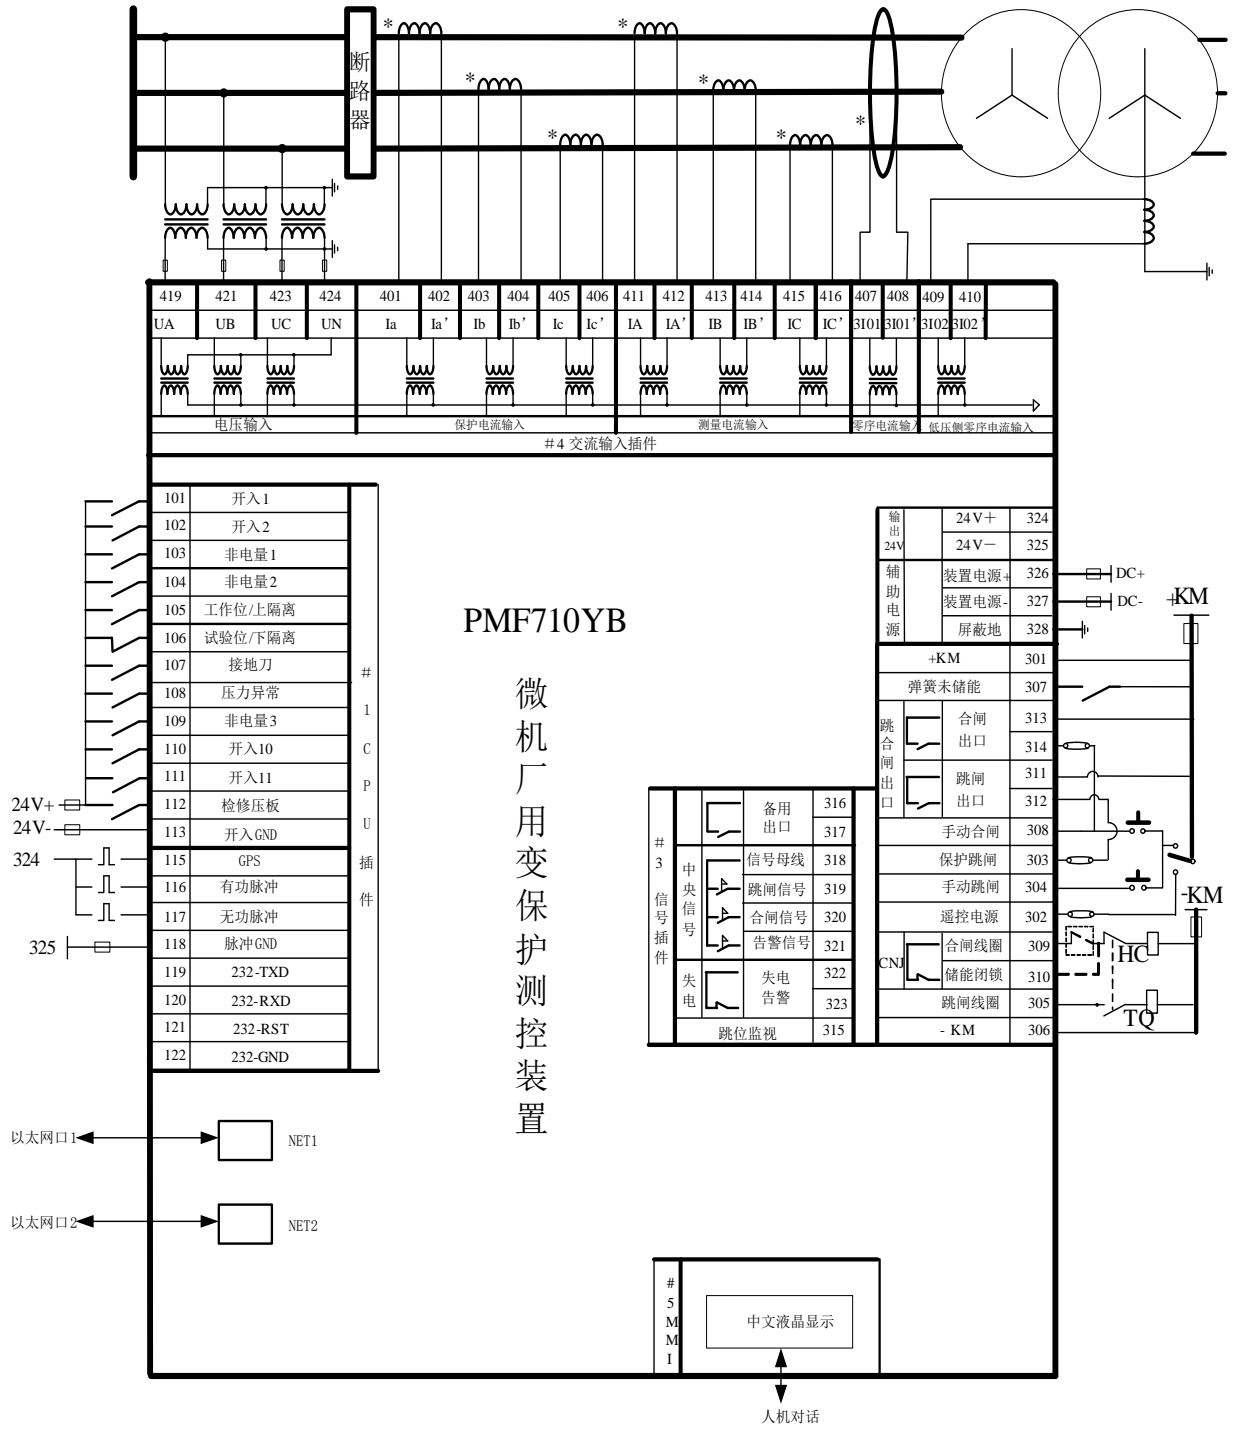 * * * * * * *
断路器
419 421 423 424 401 402 403 404 405 406 411 412 413 414 415 416 407 408 409 410
UA UB UC UN Ia Ia’ Ib Ib’ Ic Ic’ IA IA’ IB IB’ IC IC’ 3I01 3I01’ 3I02 3I02’
电压输入 保护电流输入 测量电流输入 零序电流输入 低压侧零序电流输入
#4 交流输入插件
101 开入1
102 开入2
103 非电量1
104 非电量2
105 工作位/上隔离
106 试验位/下隔离
107 接地刀
108 压力异常
109 非电量3
110 开入10
111 开入11
24V+ 112 检修压板
24V- 113 开入GND
324 115 GPS
116 有功脉冲
117 无功脉冲
325 118 脉冲GND
119 232-TXD
120 232-RXD
121 232-RST
122 232-GND
#1CPU插件
PMF710YB
微机厂用变保护测控装置
输出24V
24V+ 324
24V- 325
辅助电源
装置电源+ 326 DC+
装置电源- 327 DC-
屏蔽地 328
+KM
+KM 301
弹簧未储能 307
跳合闸出口
合闸出口 313
314
跳闸出口 311
312
手动合闸 308
保护跳闸 303
手动跳闸 304
-KM
遥控电源 302
CNJ
合闸线圈 309 HC
储能闭锁 310
跳闸线圈 305 TQ
- KM 306
#3信号插件
备用出口 316
317
中央信号
信号母线 318
跳闸信号 319
合闸信号 320
告警信号 321
失电
失电告警 322
323
跳位监视 315
以太网口1 NET1
以太网口2 NET2
#5MMI
中文液晶显示
人机对话